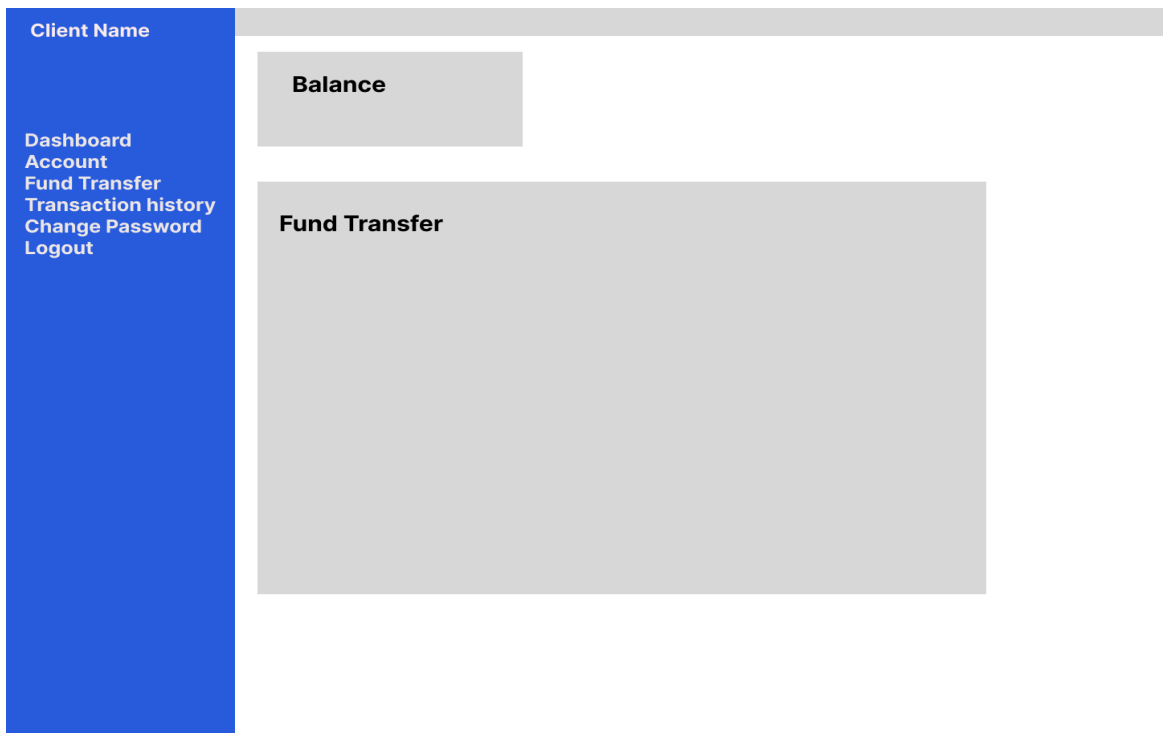 Client Name
Dashboard
Account
Fund Transfer
Transaction history
Change Password
Logout
Balance
Fund Transfer